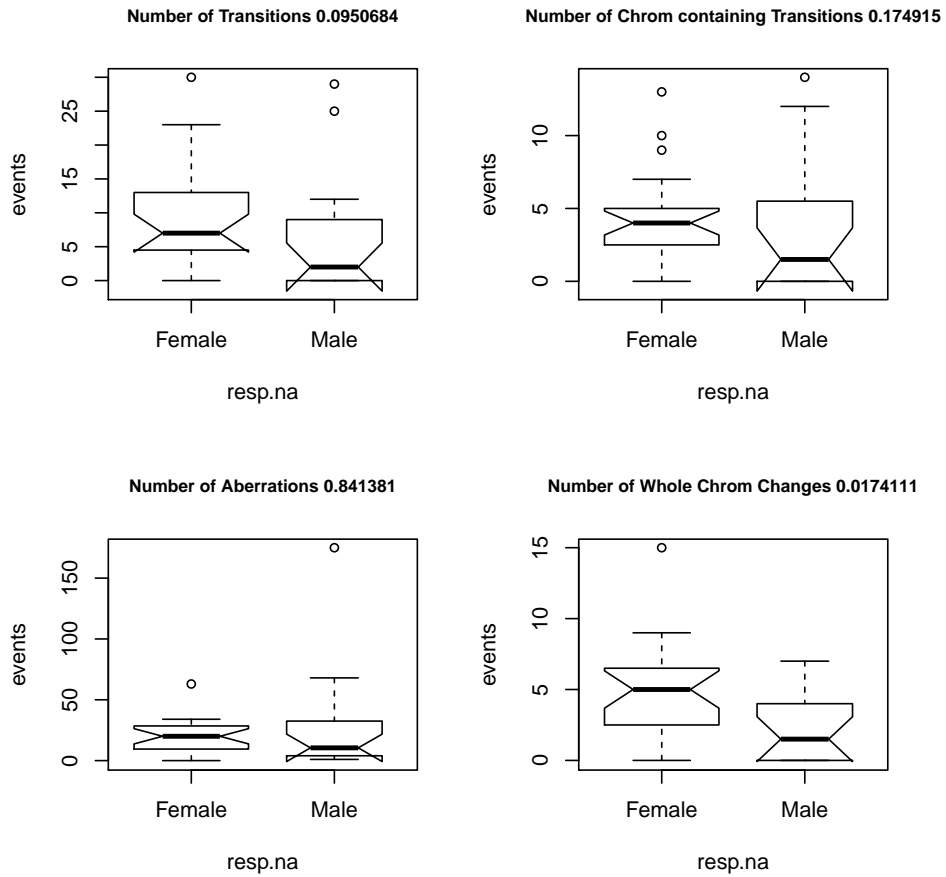 Number of Transitions 0.0950684
events
25
15
5
0
Female Male
resp.na
Number of Chrom containing Transitions 0.174915
events
10
5
0
Female Male
resp.na
Number of Aberrations 0.841381
events
150
100
50
0
Female Male
resp.na
Number of Whole Chrom Changes 0.0174111
events
15
10
5
0
Female Male
resp.na